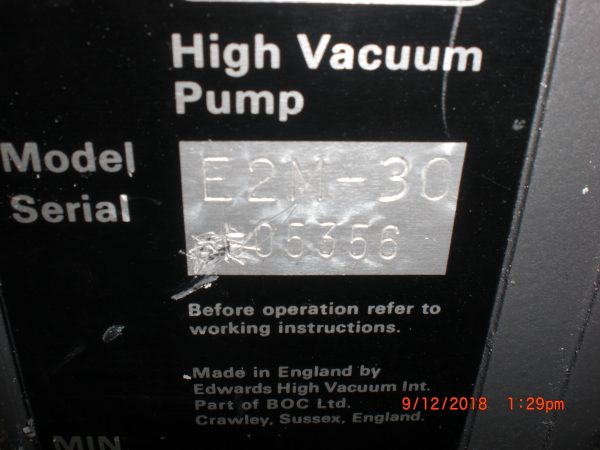 High Vacuum
Pump
Model E2M-30
Serial 05356
Before operation refer to
working instructions.
Made in England by
Edwards High Vacuum Int.
Part of BOC Ltd.
Crawley, Sussex, England.
MIN
9/12/2018 1:29pm